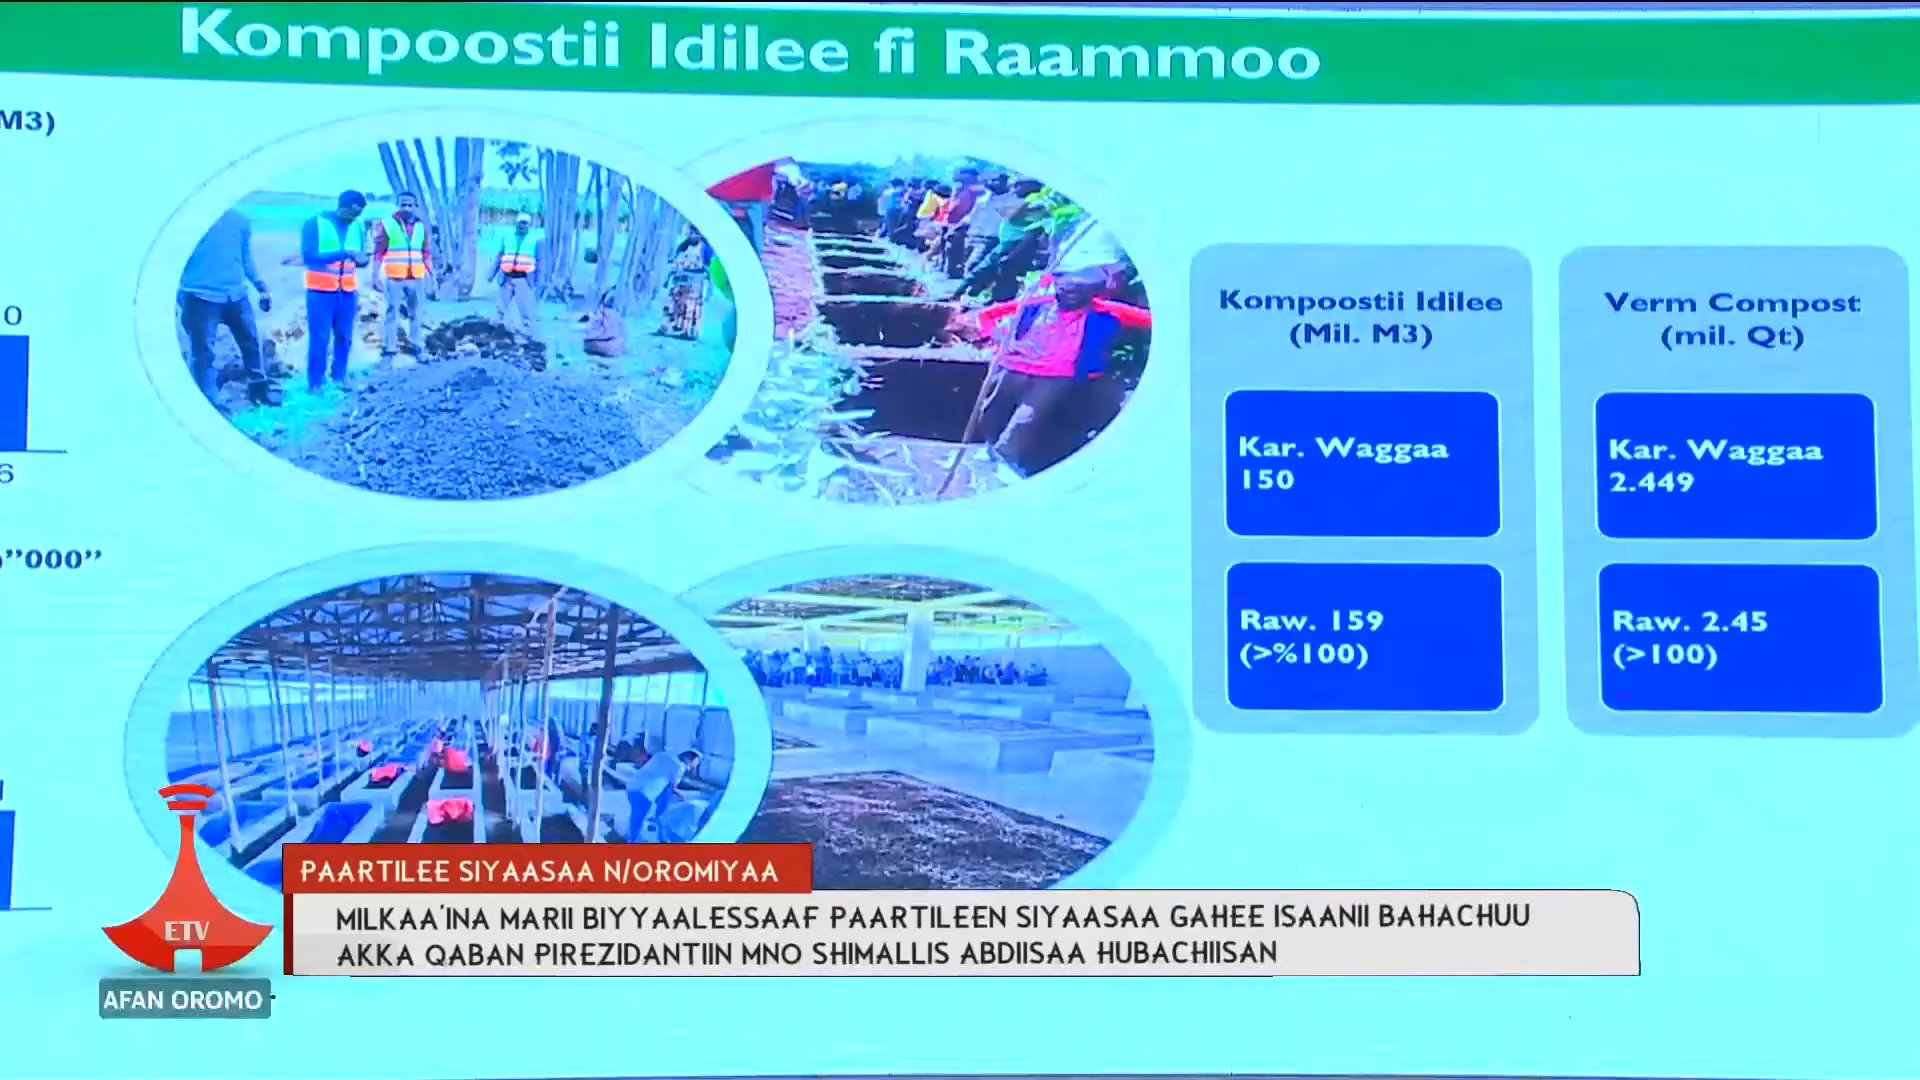 Kompoostii Idilee fi Raammoo
M3)
0
6
"000"
Kompoostii Idilee
(Mil. M3)
Kar. Waggaa
150
Raw. 159
(>%100)
Verm Compost
(mil. Qt)
Kar. Waggaa
2.449
Raw. 2.45
(>100)
PAARTILEE SIYAASAA N/OROMIYAA
MILKAA'INA MARII BIYYAALESSAAF PAARTILEEN SIYAASAA GAHEE ISAANII BAHACHUU
AKKA QABAN PIREZIDANTIIN MNO SHIMALLIS ABDIISAA HUBACHIISAN
ETV
AFAN OROMO